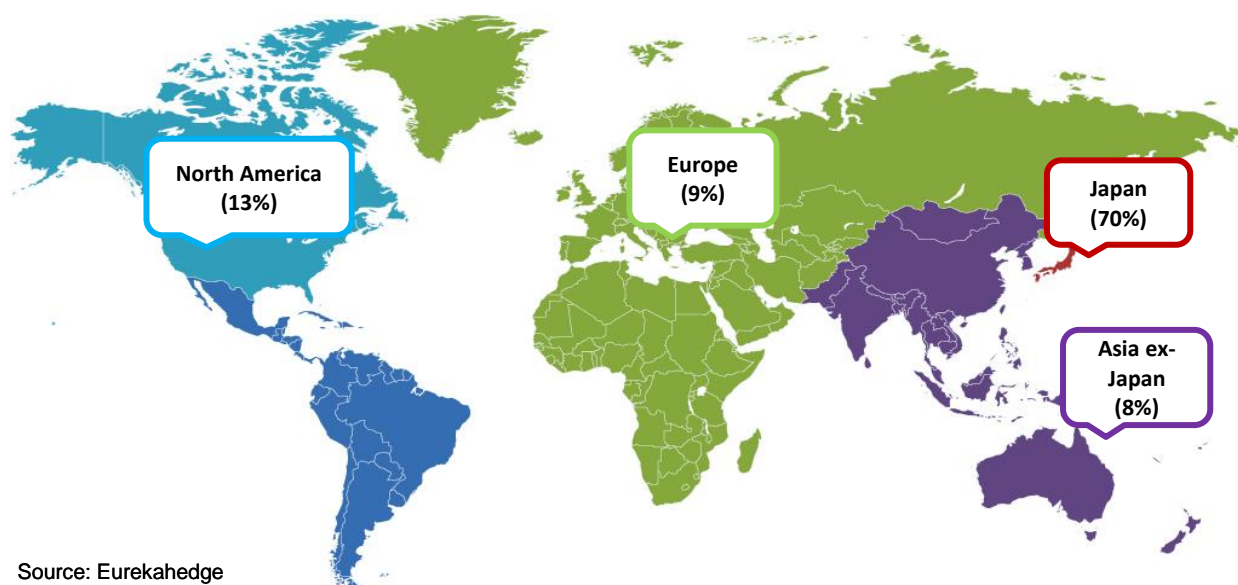 North America
(13%)
Europe
(9%)
Japan
(70%)
Asia ex-
Japan
(8%)
Source: Eurekahedge